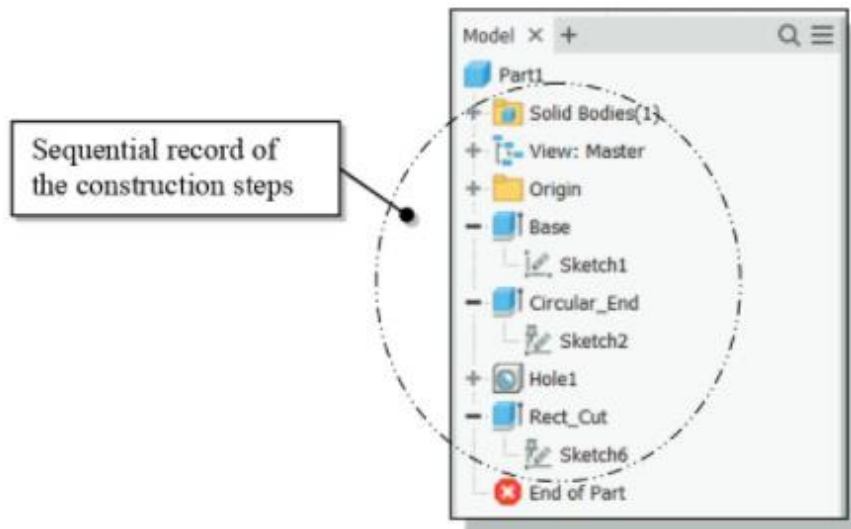 Model × +
Part1
Sequential record of
the construction steps
Solid Bodies(1)
View: Master
Origin
Base
Sketch1
Circular_End
Sketch2
Hole1
Rect_Cut
Sketch6
End of Part